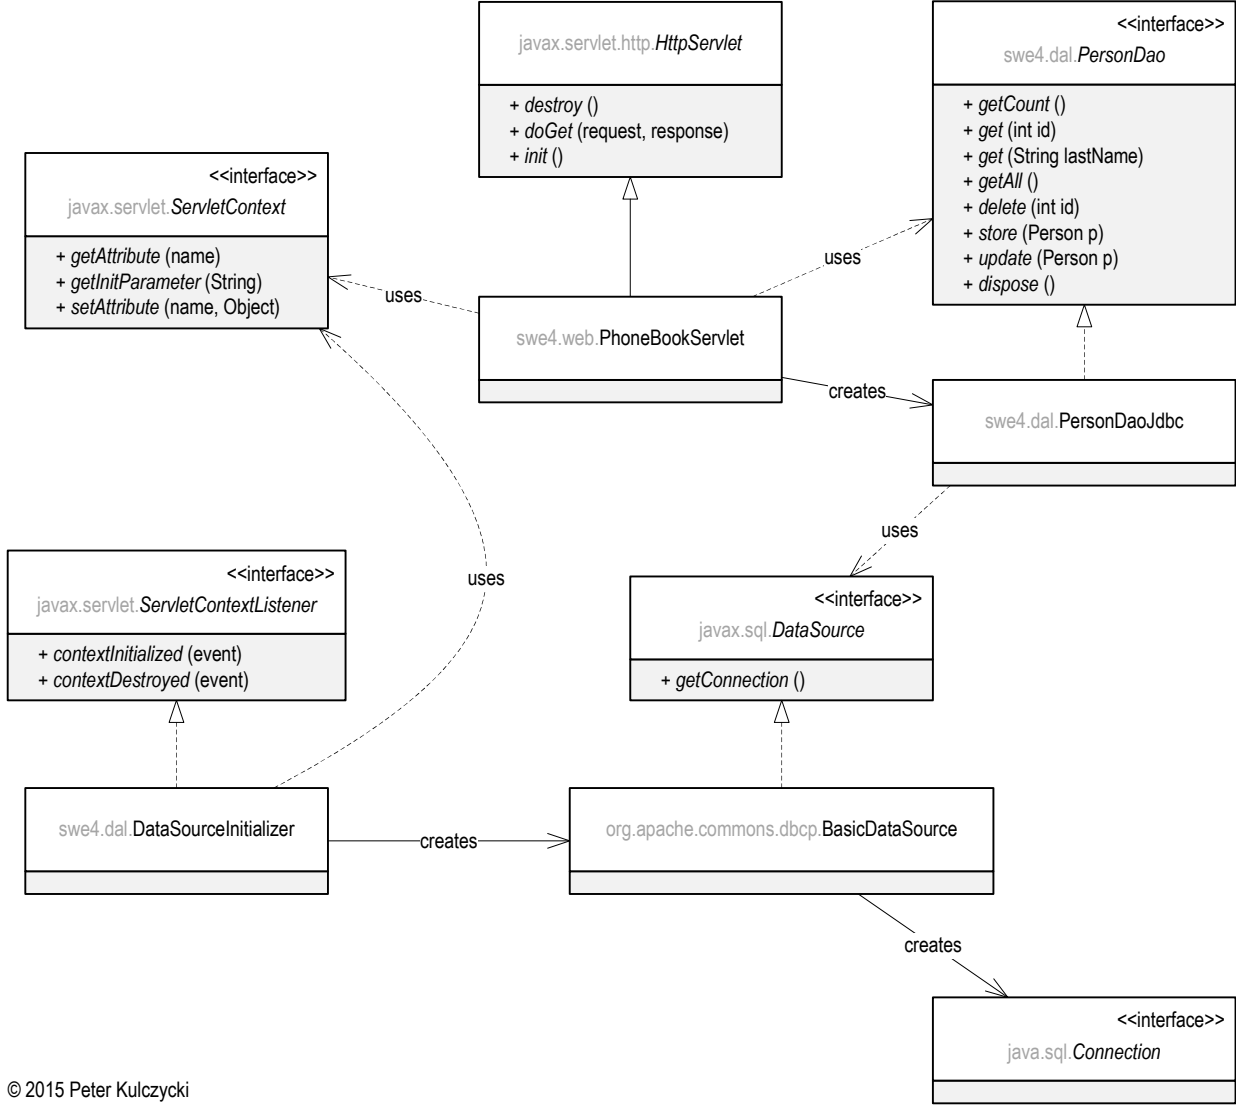 javax.servlet.http.HttpServlet
+ destroy ()
+ doGet (request, response)
+ init ()
<<interface>>
swe4.dal.PersonDao
+ getCount ()
+ get (int id)
+ get (String lastName)
+ getAll ()
+ delete (int id)
+ store (Person p)
+ update (Person p)
+ dispose ()
<<interface>>
javax.servlet.ServletContext
+ getAttribute (name)
+ getInitParameter (String)
+ setAttribute (name, Object)
uses
uses
swe4.web.PhoneBookServlet
creates
swe4.dal.PersonDaoJdbc
uses
uses
<<interface>>
javax.servlet.ServletContextListener
+ contextInitialized (event)
+ contextDestroyed (event)
<<interface>>
javax.sql.DataSource
+ getConnection ()
swe4.dal.DataSourceInitializer
creates
org.apache.commons.dbcp.BasicDataSource
creates
<<interface>>
java.sql.Connection
© 2015 Peter Kulczycki